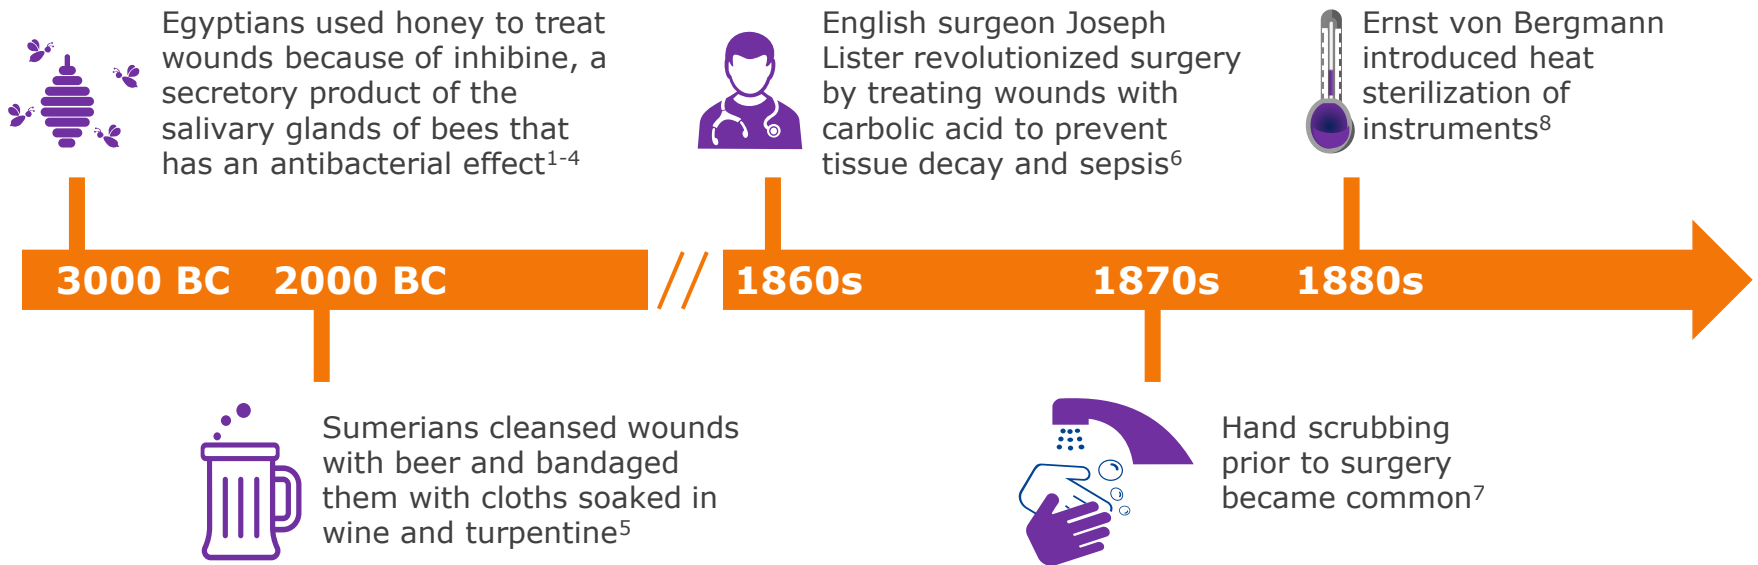 Egyptians used honey to treat
wounds because of inhibine, a
secretory product of the
salivary glands of bees that
has an antibacterial effect¹⁻⁴
English surgeon Joseph
Lister revolutionized surgery
by treating wounds with
carbolic acid to prevent
tissue decay and sepsis⁶
Ernst von Bergmann
introduced heat
sterilization of
instruments⁸
3000 BC 2000 BC // 1860s 1870s 1880s
Sumerians cleansed wounds
with beer and bandaged
them with cloths soaked in
wine and turpentine⁵
Hand scrubbing
prior to surgery
became common⁷